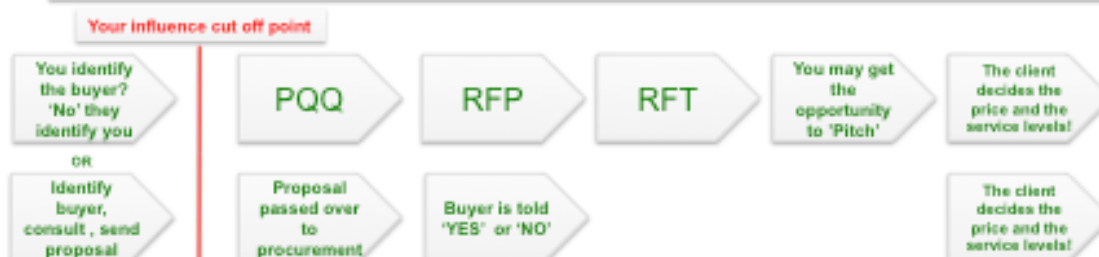 Your influence cut off point
You identify
the buyer?
‘No’ they
identify you
PQQ
RFP
RFT
You may get
the
opportunity
to ‘Pitch’
The client
decides the
price and the
service levels!
OR
Identify
buyer,
consult , send
proposal
Proposal
passed over
to
procurement
Buyer is told
‘YES’ or ‘NO’
The client
decides the
price and the
service levels!